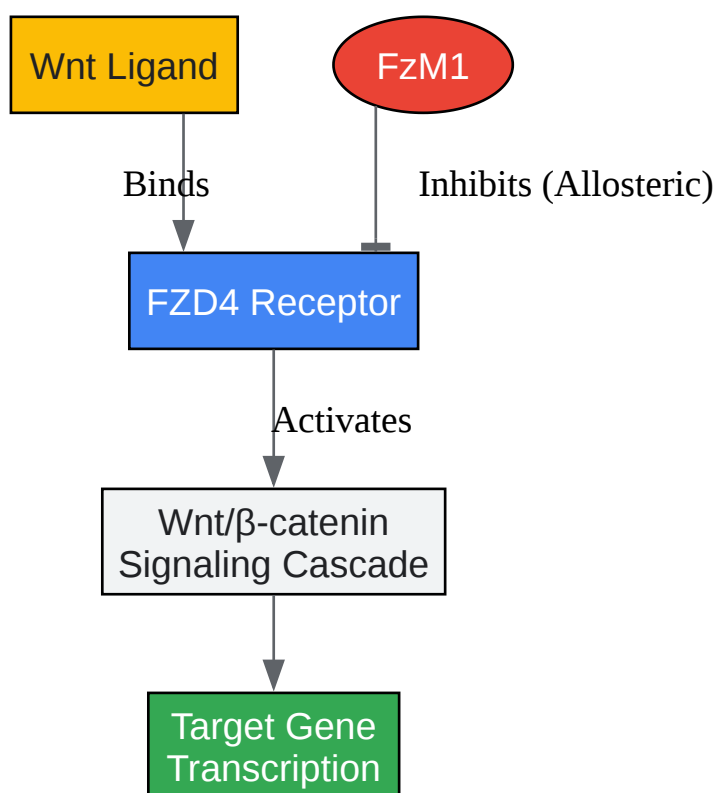 Wnt Ligand
FzM1
Binds
Inhibits (Allosteric)
FZD4 Receptor
Activates
Wnt/β-catenin
Signaling Cascade
Target Gene
Transcription